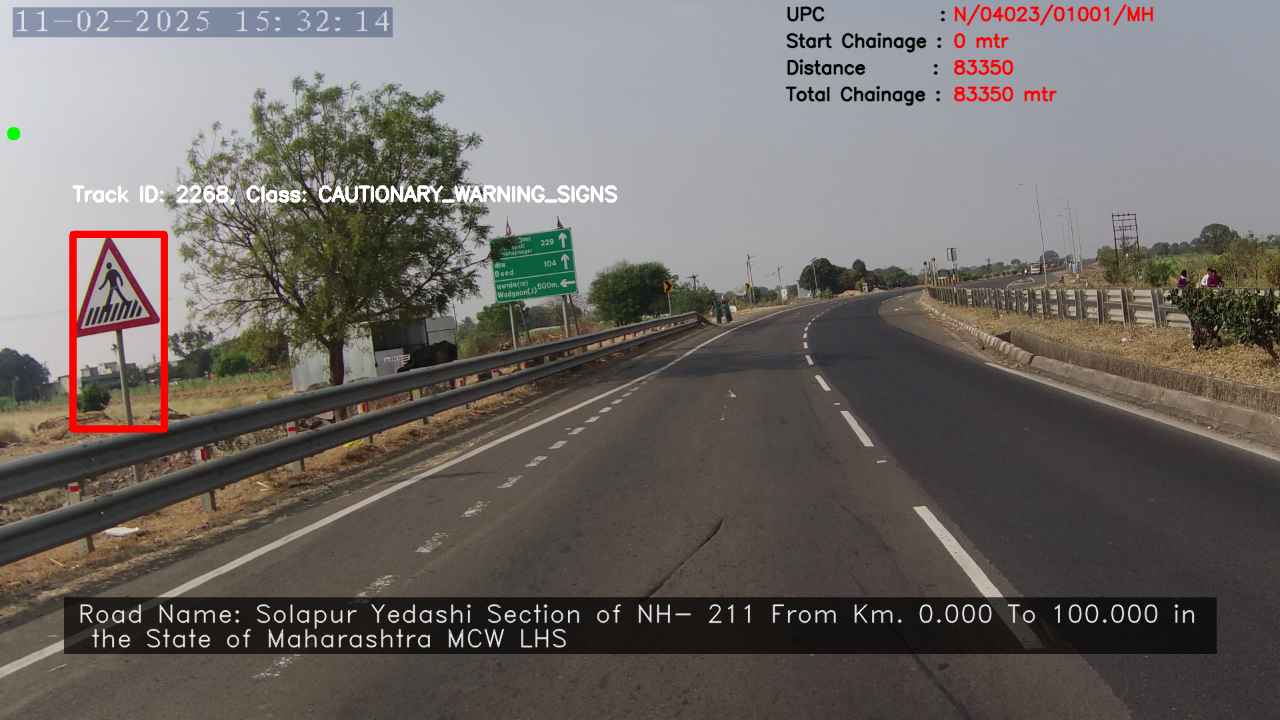 11-02-2025 15:32:14
UPC : N/04023/01001/MH
Start Chainage : 0 mtr
Distance : 83350
Total Chainage : 83350 mtr
Track ID: 2268, Class: CAUTIONARY_WARNING_SIGNS
229
बीड
Beed 104
Wadgaon(J) 500m.
Road Name: Solapur Yedashi Section of NH- 211 From Km. 0.000 To 100.000 in
the State of Maharashtra MCW LHS